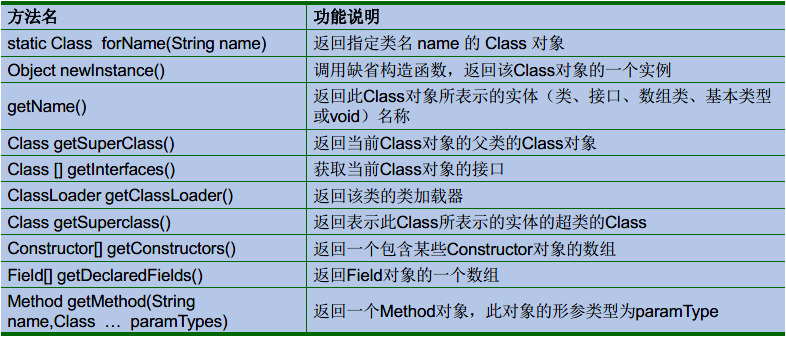 方法名 功能说明
static Class forName(String name) 返回指定类名 name 的 Class 对象
Object newInstance() 调用缺省构造函数，返回该Class对象的一个实例
getName() 返回此Class对象所表示的实体（类、接口、数组类、基本类型
或void）名称
Class getSuperClass() 返回当前Class对象的父类的Class对象
Class [] getInterfaces() 获取当前Class对象的接口
ClassLoader getClassLoader() 返回该类的类加载器
Class getSuperclass() 返回表示此Class所表示的实体的超类的Class
Constructor[] getConstructors() 返回一个包含某些Constructor对象的数组
Field[] getDeclaredFields() 返回Field对象的一个数组
Method getMethod(String
name,Class … paramTypes) 返回一个Method对象，此对象的形参类型为paramType